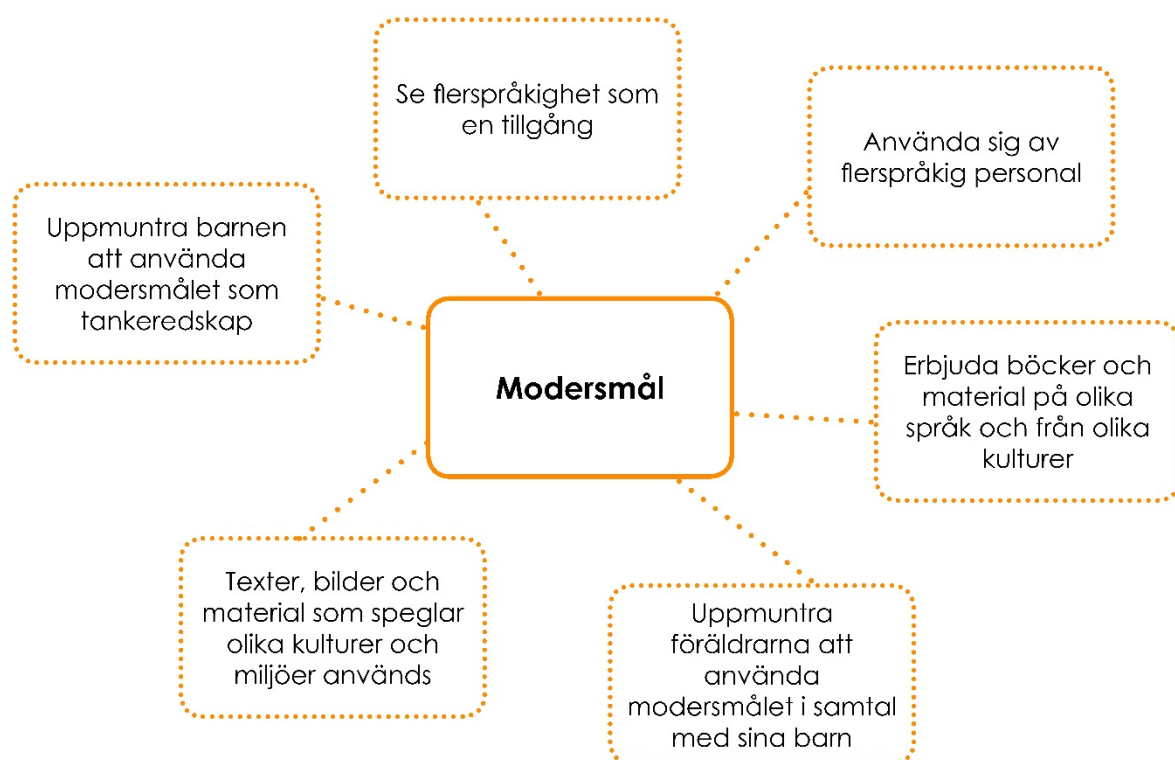 Se flerspråkighet som
en tillgång
Använda sig av
flerspråkig personal
Uppmuntra barnen
att använda
modersmålet som
tankeredskap
Modersmål
Erbjuda böcker och
material på olika
språk och från olika
kulturer
Texter, bilder och
material som speglar
olika kulturer och
miljöer används
Uppmuntra
föräldrarna att
använda
modersmålet i samtal
med sina barn